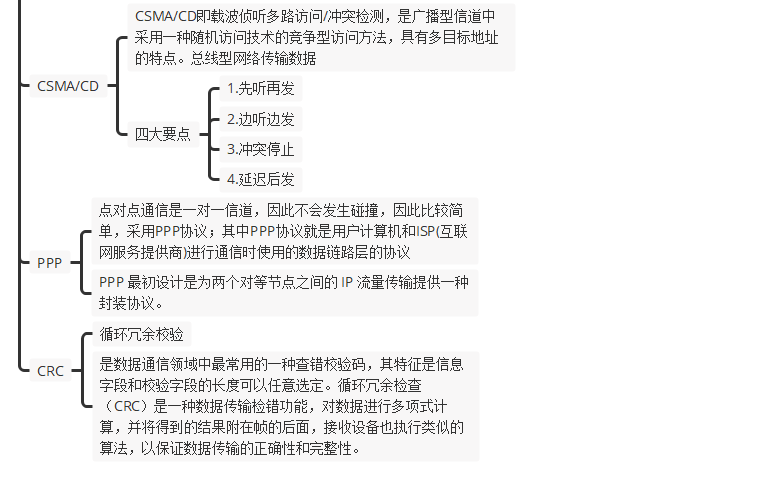 CSMA/CD
CSMA/CD即载波侦听多路访问/冲突检测，是广播型信道中
采用一种随机访问技术的竞争型访问方法，具有多目标地址
的特点。总线型网络传输数据
四大要点
1.先听再发
2.边听边发
3.冲突停止
4.延迟后发
PPP
点对点通信是一对一信道，因此不会发生碰撞，因此比较简
单，采用PPP协议；其中PPP协议就是用户计算机和ISP(互联
网服务提供商)进行通信时使用的数据链路层的协议
PPP 最初设计是为两个对等节点之间的 IP 流量传输提供一种
封装协议。
CRC
循环冗余校验
是数据通信领域中最常用的一种查错校验码，其特征是信息
字段和校验字段的长度可以任意选定。循环冗余检查
（CRC）是一种数据传输检错功能，对数据进行多项式计
算，并将得到的结果附在帧的后面，接收设备也执行类似的
算法，以保证数据传输的正确性和完整性。